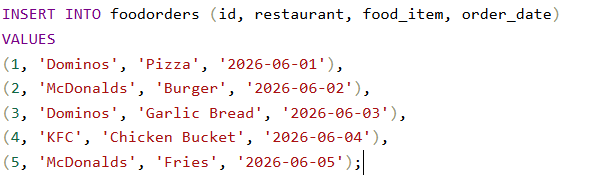 INSERT INTO foodorders (id, restaurant, food_item, order_date)
VALUES
(1, 'Dominos', 'Pizza', '2026-06-01'),
(2, 'McDonalds', 'Burger', '2026-06-02'),
(3, 'Dominos', 'Garlic Bread', '2026-06-03'),
(4, 'KFC', 'Chicken Bucket', '2026-06-04'),
(5, 'McDonalds', 'Fries', '2026-06-05');